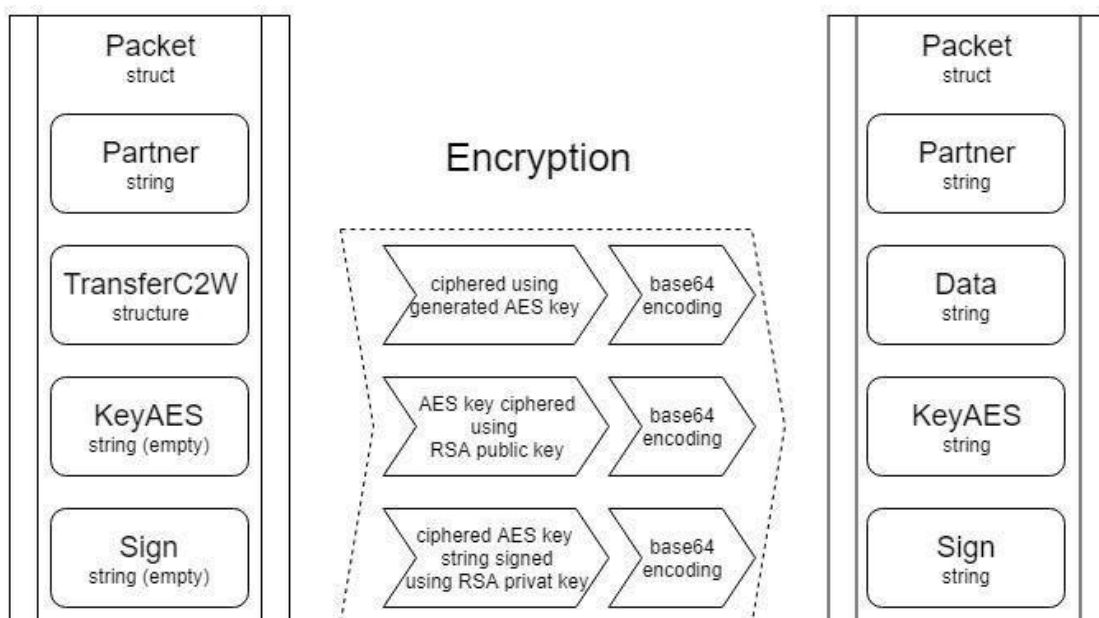 Packet
struct
Partner
string
TransferC2W
structure
KeyAES
string (empty)
Sign
string (empty)
Encryption
ciphered using
generated AES key
base64
encoding
AES key ciphered
using
RSA public key
base64
encoding
ciphered AES key
string signed
using RSA privat key
base64
encoding
Packet
struct
Partner
string
Data
string
KeyAES
string
Sign
string